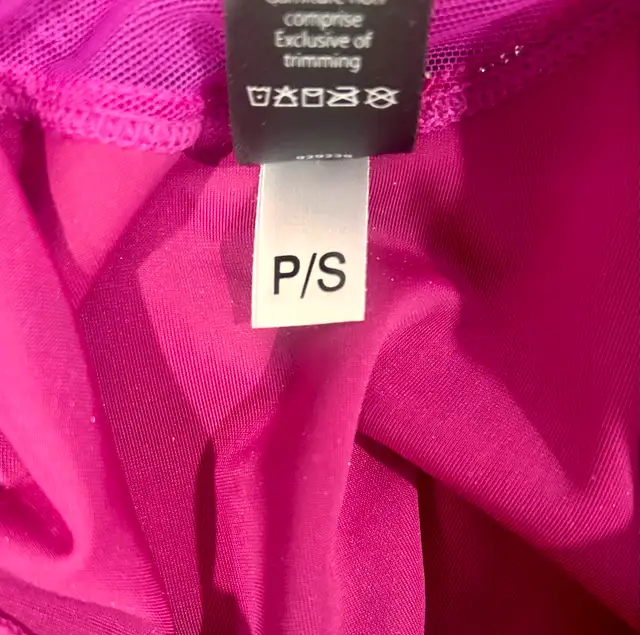 comprise
Exclusive of
trimming
P/S